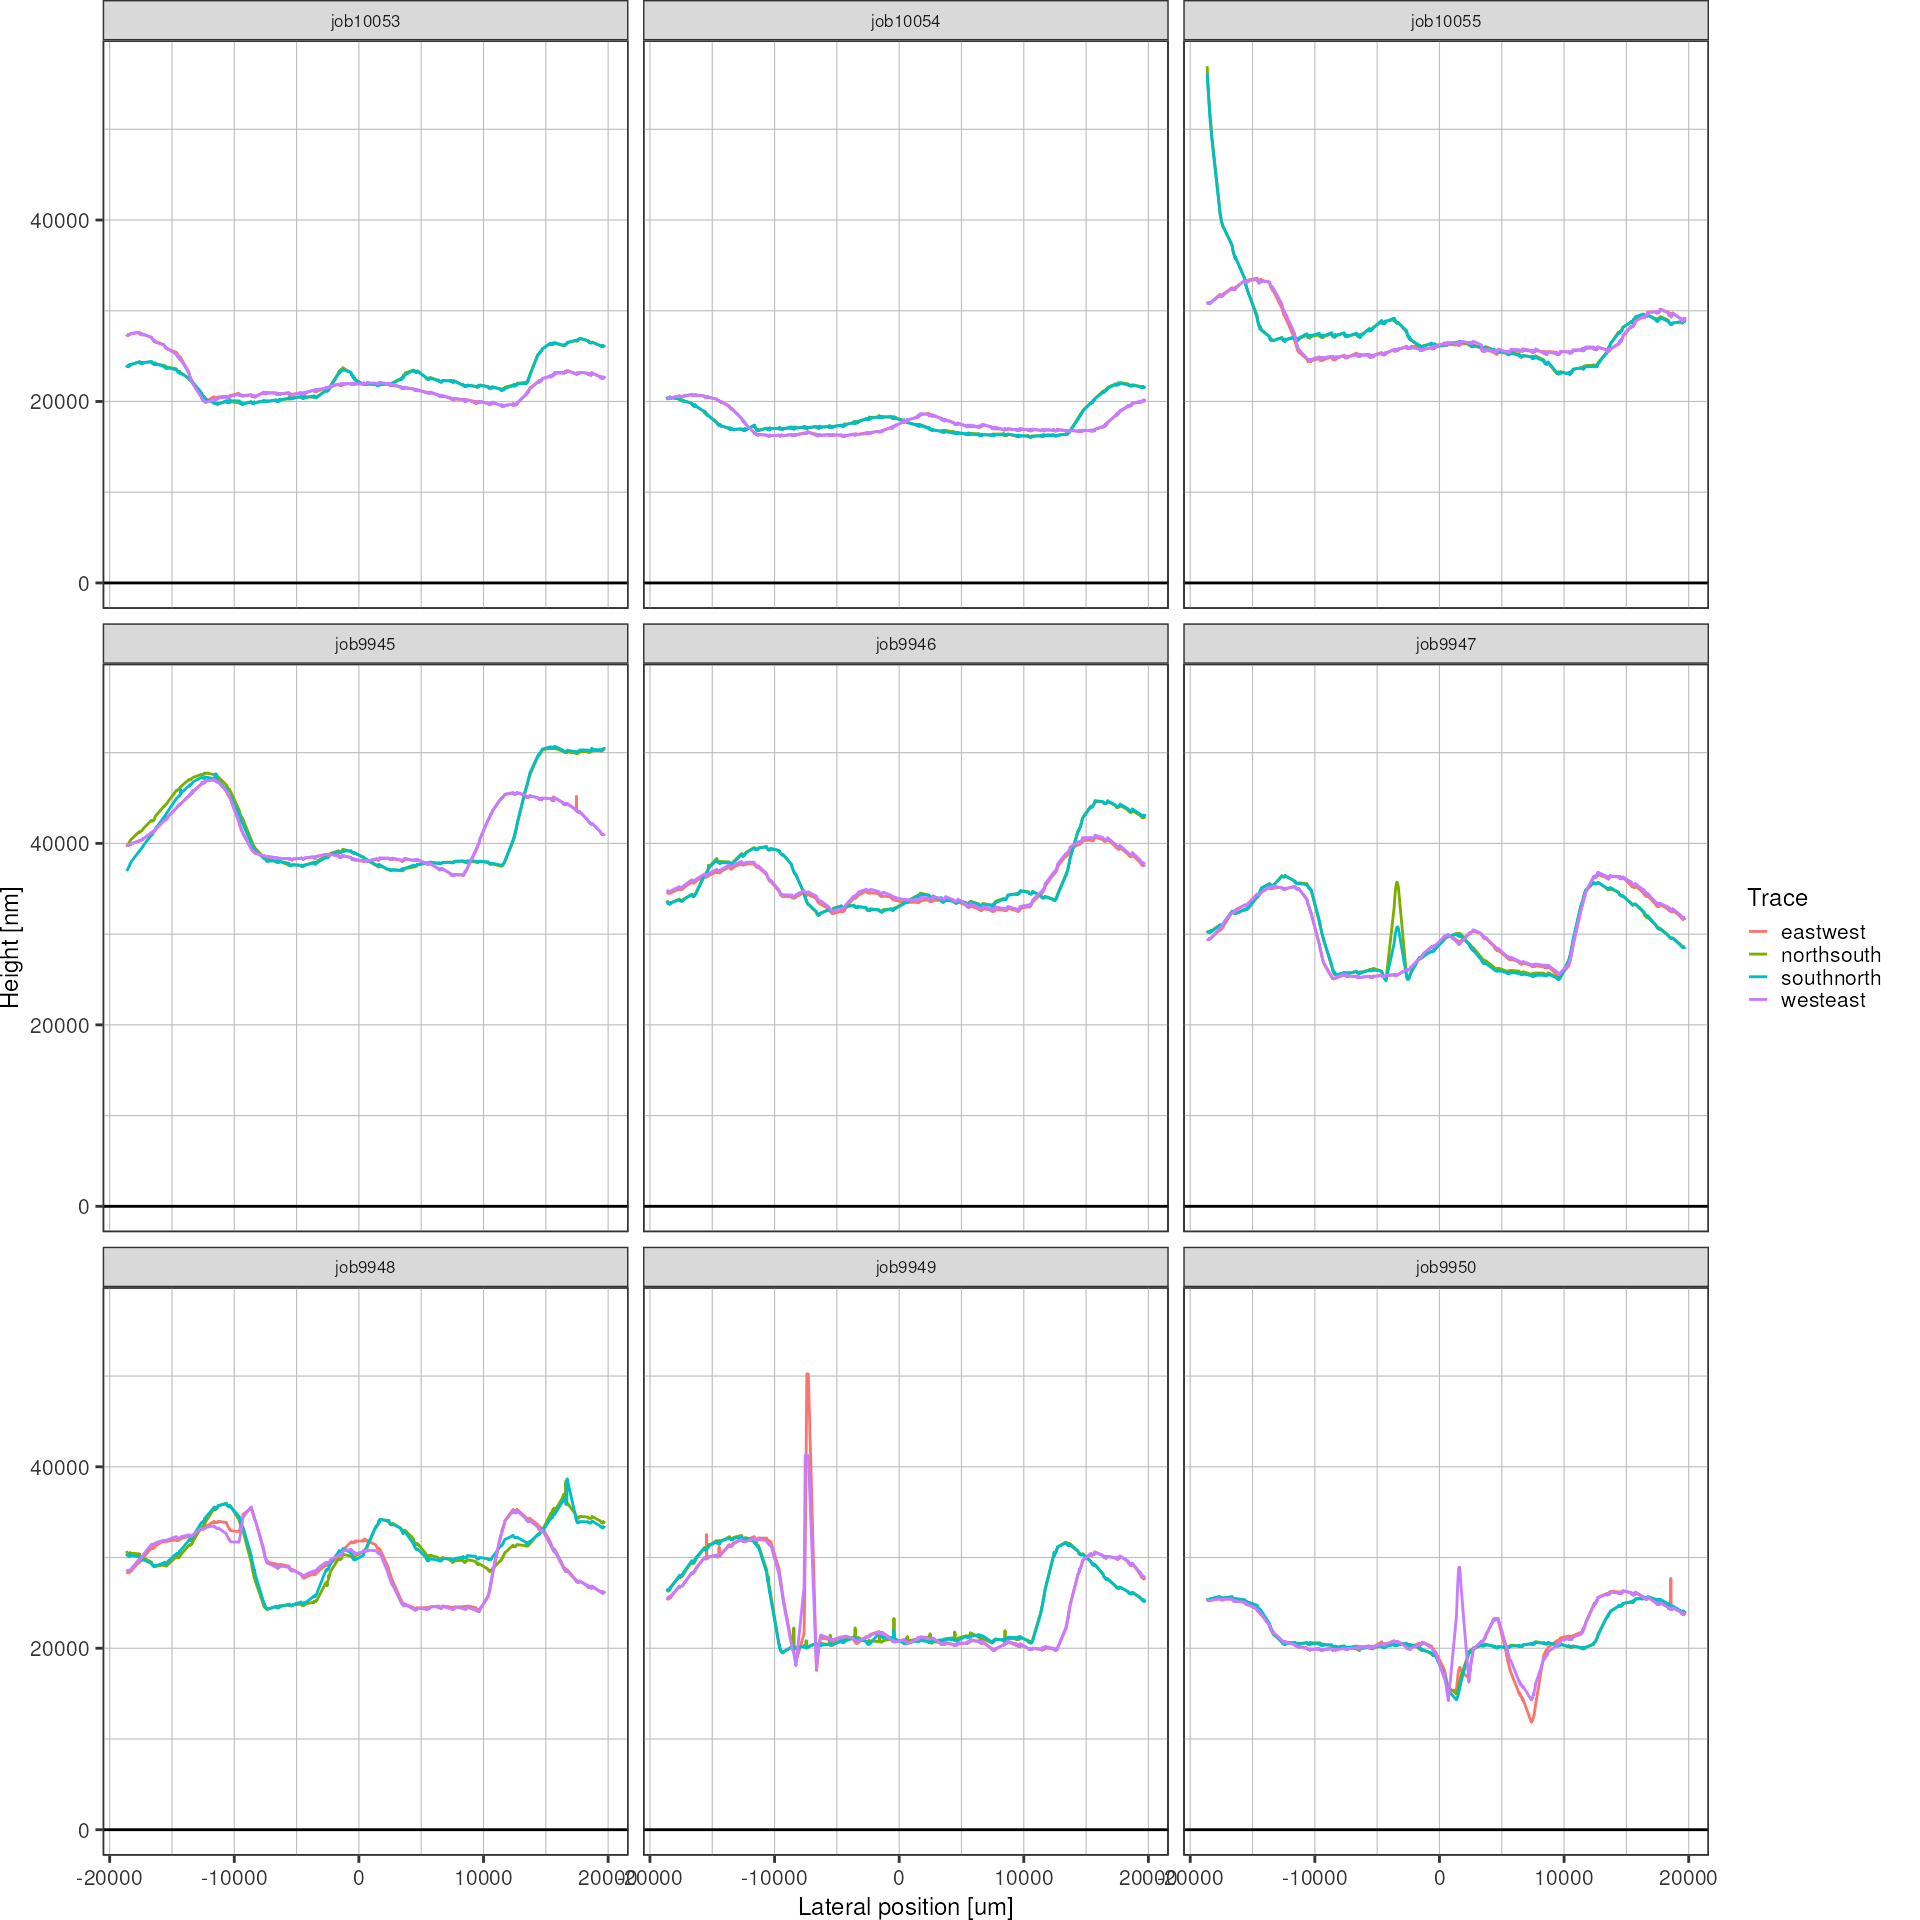 job10053 job10054 job10055
40000
20000
0
job9945 job9946 job9947
40000
20000
0
Height [nm]
Trace
eastwest
northsouth
southnorth
westeast
job9948 job9949 job9950
40000
20000
0
-20000 -10000 0 10000 20000 -20000 -10000 0 10000 20000 -20000 -10000 0 10000 20000
Lateral position [um]